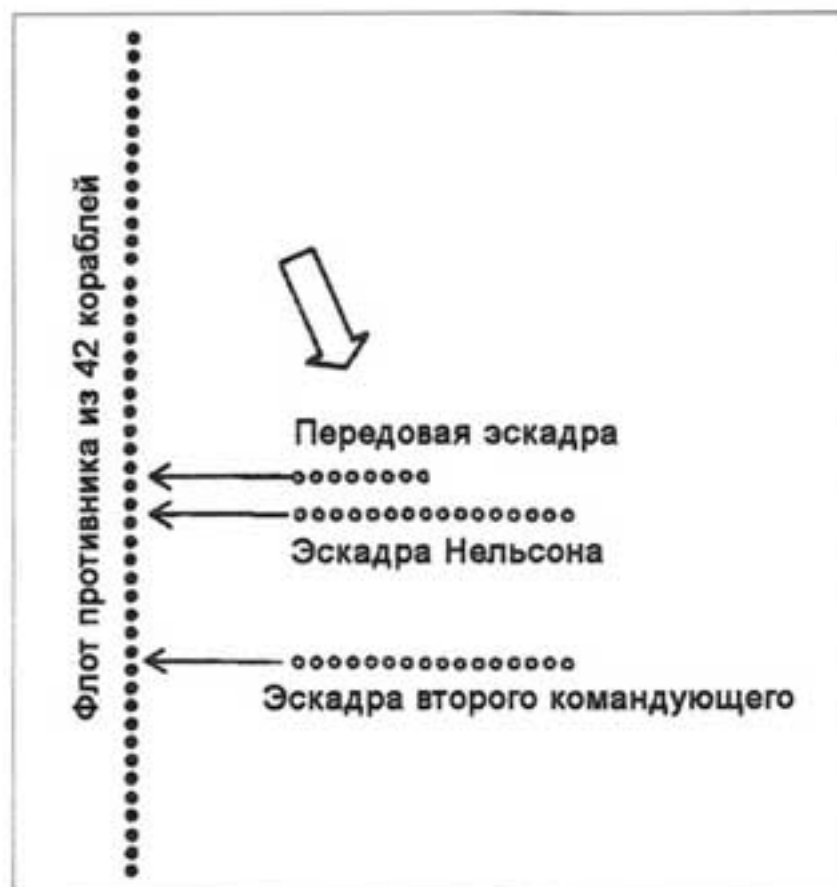 Флот противника из 42 кораблей
Передовая эскадра
Эскадра Нельсона
Эскадра второго командующего